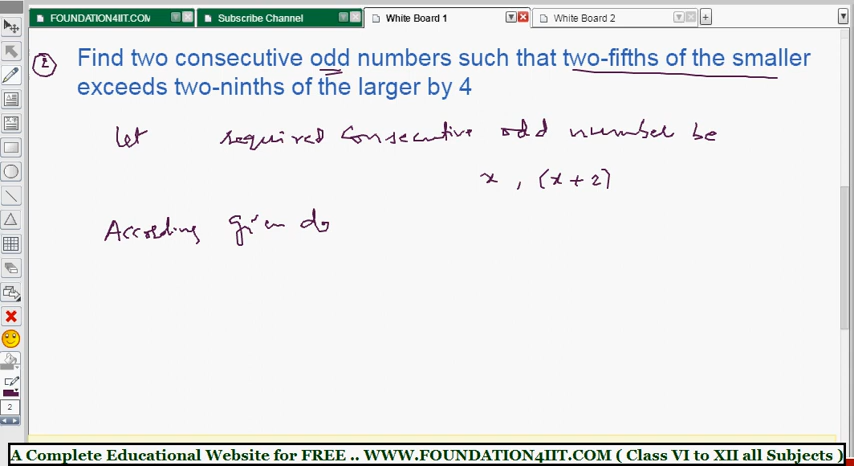 FOUNDATION4IIT.COM Subscribe Channel White Board 1 White Board 2
② Find two consecutive odd numbers such that two-fifths of the smaller
exceeds two-ninths of the larger by 4
let required consecutive odd number be
x , (x + 2)
According given da
2
A Complete Educational Website for FREE .. WWW.FOUNDATION4IIT.COM ( Class VI to XII all Subjects )